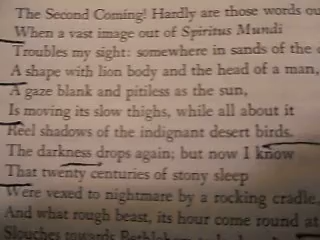 The Second Coming! Hardly are those words ou
When a vast image out of Spiritus Mundi
Troubles my sight: somewhere in sands of the
A shape with lion body and the head of a man,
A gaze blank and pitiless as the sun,
Is moving its slow thighs, while all about it
Reel shadows of the indignant desert birds.
The darkness drops again; but now I know
That twenty centuries of stony sleep
Were vexed to nightmare by a rocking cradle,
And what rough beast, its hour come round at
Slouches towards